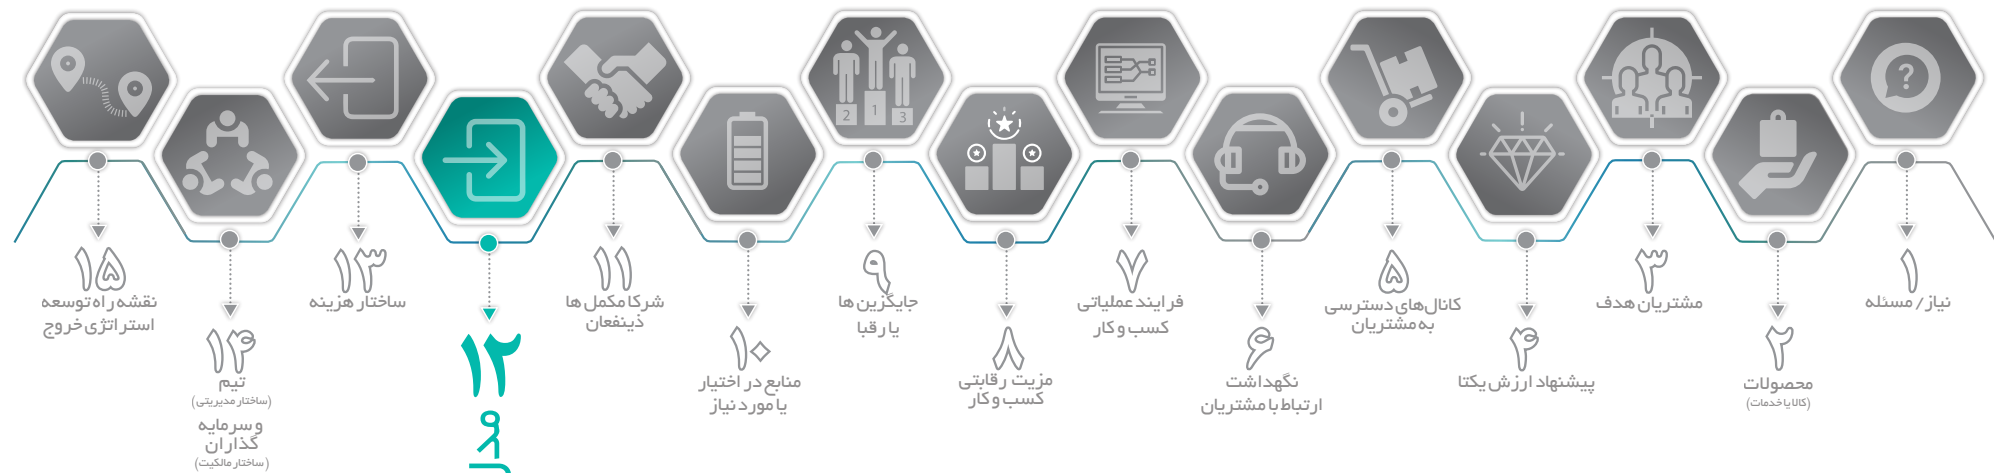 ۱
نیاز/ مسئله
۲
محصولات
(کالا یا خدمات)
۳
مشتریان هدف
۴
پیشنهاد ارزش یکتا
۵
کانال‌های دسترسی
به مشتریان
۶
نگهداشت
ارتباط با مشتریان
۷
فرایند عملیاتی
کسب و کار
۸
مزیت رقابتی
کسب و کار
2 1 3
۹
جایگزین ها
یا رقبا
۱۰
منابع در اختیار
یا مورد نیاز
۱۱
شرکا مکمل ها
ذینفعان
۱۲
۱۳
ساختار هزینه
۱۴
تیم
(ساختار مدیریتی)
و سرمایه
گذاران
(ساختار مالکیت)
۱۵
نقشه راه توسعه
استراتژی خروج